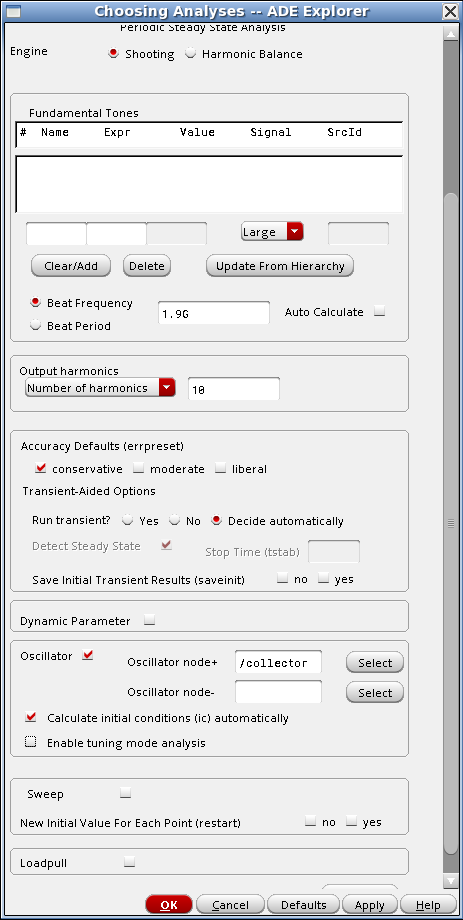 Choosing Analyses -- ADE Explorer
Periodic Steady State Analysis
Engine Shooting Harmonic Balance
Fundamental Tones
# Name Expr Value Signal SrcId
Large
Clear/Add Delete Update From Hierarchy
Beat Frequency 1.9G Auto Calculate
Beat Period
Output harmonics
Number of harmonics 10
Accuracy Defaults (errpreset)
conservative moderate liberal
Transient-Aided Options
Run transient? Yes No Decide automatically
Detect Steady State Stop Time (tstab)
Save Initial Transient Results (saveinit) no yes
Dynamic Parameter
Oscillator Oscillator node+ /collector Select
Oscillator node- Select
Calculate initial conditions (ic) automatically
Enable tuning mode analysis
Sweep
New Initial Value For Each Point (restart) no yes
Loadpull
OK Cancel Defaults Apply Help